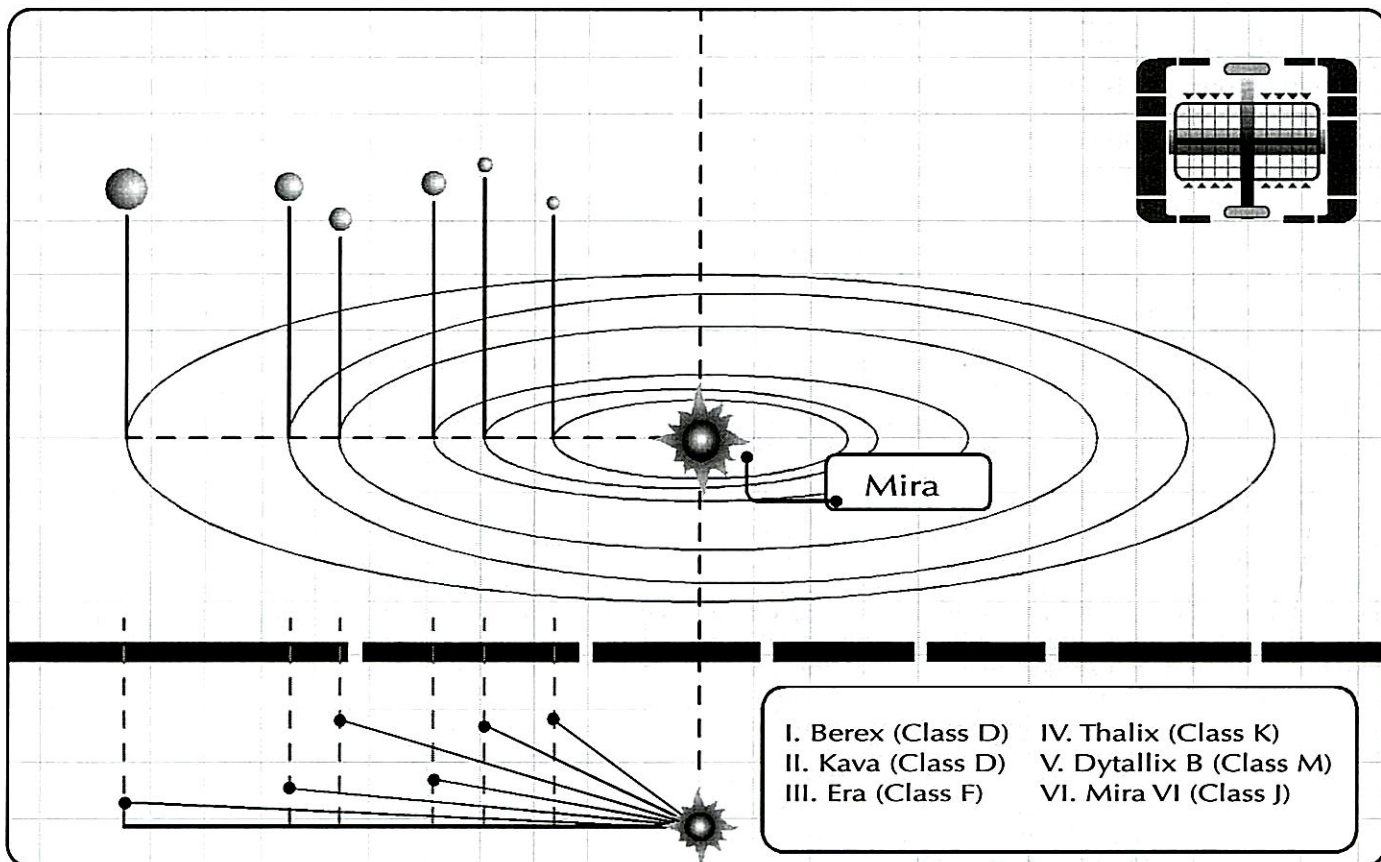 Mira
I. Berex (Class D) IV. Thalix (Class K)
II. Kava (Class D) V. Dytallix B (Class M)
III. Era (Class F) VI. Mira VI (Class J)